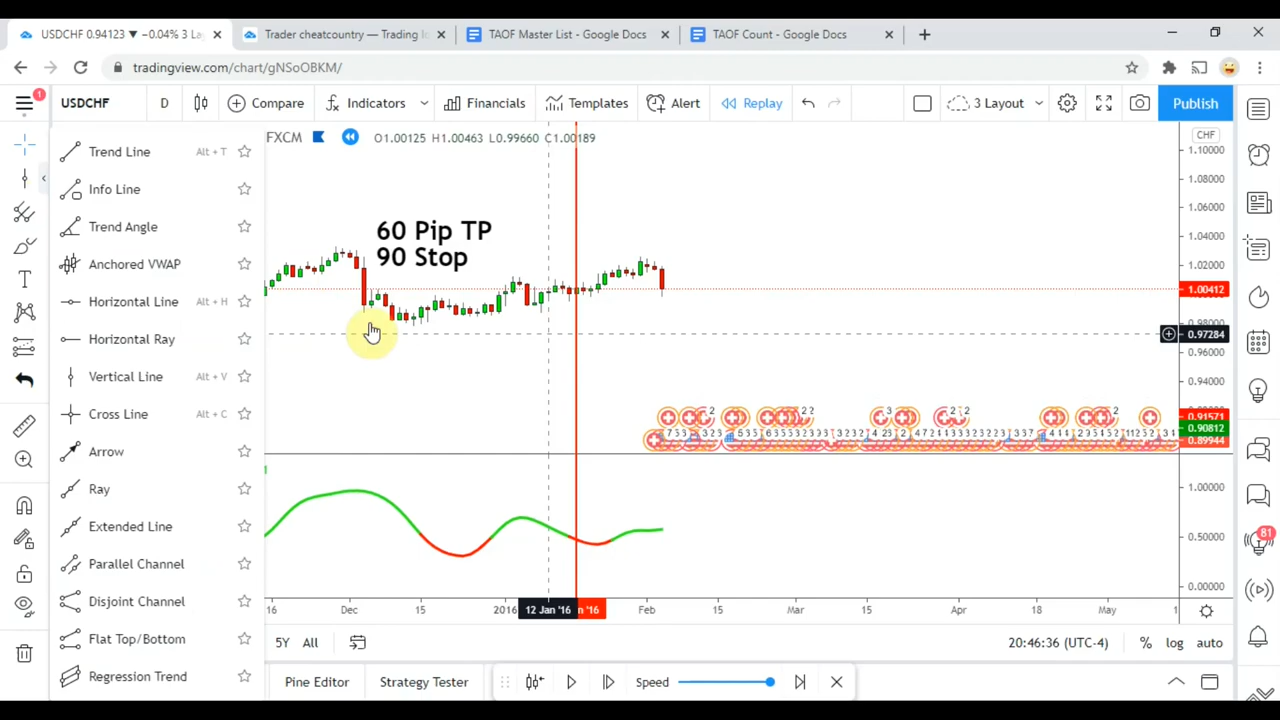 USDCHF 0.94123 ▼ −0.04% 3 La
Trader cheatcountry — Trading I
TAOF Master List - Google Docs
TAOF Count - Google Docs
tradingview.com/chart/gNSoOBKM/
1
USDCHF
D
Compare
Indicators
Financials
Templates
Alert
Replay
3 Layout
Publish
FXCM
O1.00125 H1.00463 L0.99660 C1.00189
CHF
Trend Line Alt + T
Info Line
Trend Angle
Anchored VWAP
Horizontal Line Alt + H
Horizontal Ray
Vertical Line Alt + V
Cross Line Alt + C
Arrow
Ray
Extended Line
Parallel Channel
Disjoint Channel
Flat Top/Bottom
Regression Trend
60 Pip TP
90 Stop
1.10000
1.08000
1.06000
1.04000
1.02000
1.00412
0.97284
0.96000
0.94000
0.91571
0.90812
0.89944
1.00000
0.50000
0.00000
81
16 Dec 15 2016 12 Jan '16 n '16 Feb 15 Mar 15 Apr 18 May
5Y All
20:46:36 (UTC-4) % log auto
Pine Editor
Strategy Tester
Speed